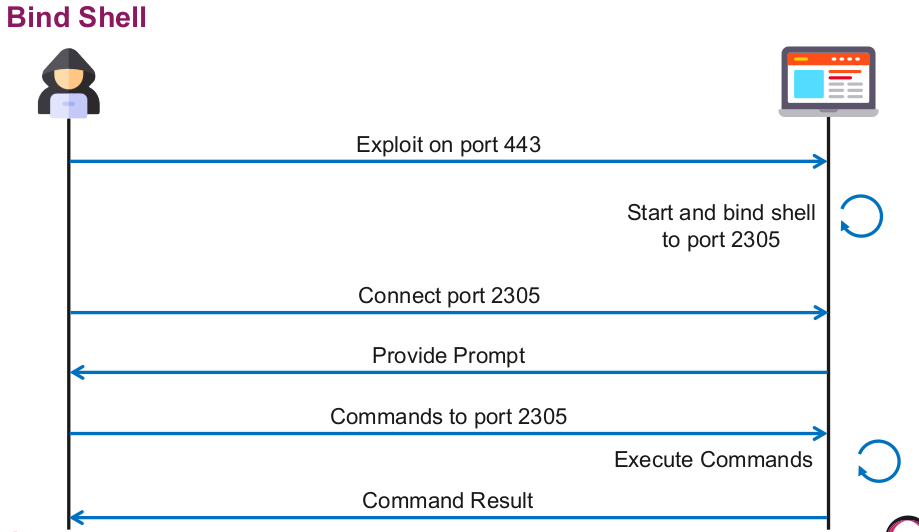 Bind Shell
Exploit on port 443
Start and bind shell
to port 2305
Connect port 2305
Provide Prompt
Commands to port 2305
Execute Commands
Command Result